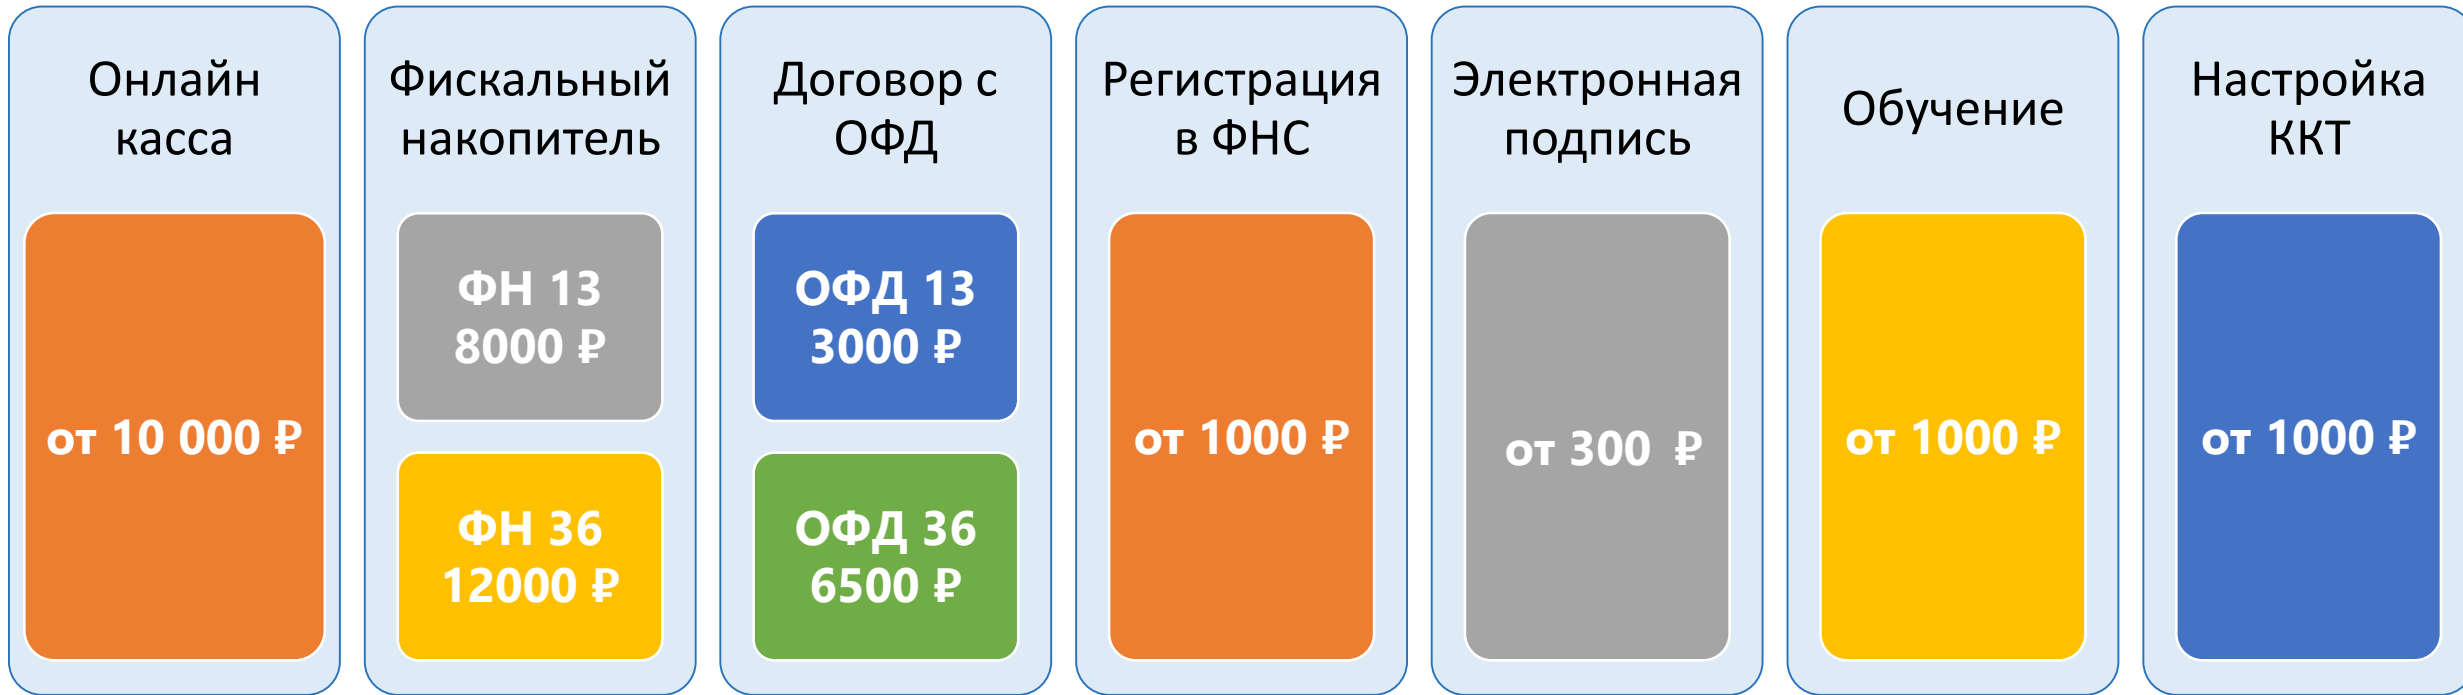 Онлайн
касса
от 10 000 ₽
Фискальный
накопитель
ФН 13
8000 ₽
ФН 36
12000 ₽
Договор с
ОФД
ОФД 13
3000 ₽
ОФД 36
6500 ₽
Регистрация
в ФНС
от 1000 ₽
Электронная
подпись
от 300 ₽
Обучение
от 1000 ₽
Настройка
ККТ
от 1000 ₽